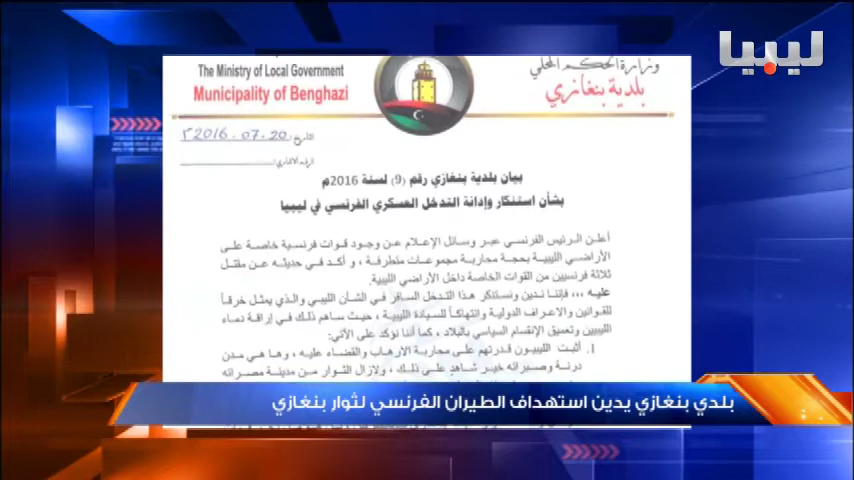 ليبيا
The Ministry of Local Government
وزارة الحكم المحلي
Municipality of Benghazi
بلدية بنغازي
التاريخ: 2016.07.20م
الرقم الاشاري:
بيان بلدية بنغازي رقم (9) لسنة 2016م
بشأن استنكار وإدانة التدخل العسكري الفرنسي في ليبيا
أعلن الرئيس الفرنسي عبر وسائل الإعلام عن وجود قوات فرنسية خاصة على
الأراضي الليبية بحجة محاربة مجموعات متطرفة ، و أكد في حديثه عن مقتل
ثلاثة فرنسيين من القوات الخاصة داخل الأراضي الليبية.
عليه ،،، فإننا ندين ونستنكر هذا التدخل السافر في الشأن الليبي والذي يمثل خرقاً
للقوانين والاعراف الدولية وانتهاكاً للسيادة الليبية ، حيث ساهم ذلك في إراقة دماء
الليبيين وتعميق الإنقسام السياسي بالبلاد ، كما أننا نؤكد على الآتي:
1. أثبت الليبيون قدرتهم على محاربة الارهاب والقضاء عليه ، وها هي مدن
درنة وصبراته خير شاهدٍ على ذلك ، ولازال الثوار من مدينة مصراته
بلدي بنغازي يدين استهداف الطيران الفرنسي لثوار بنغازي